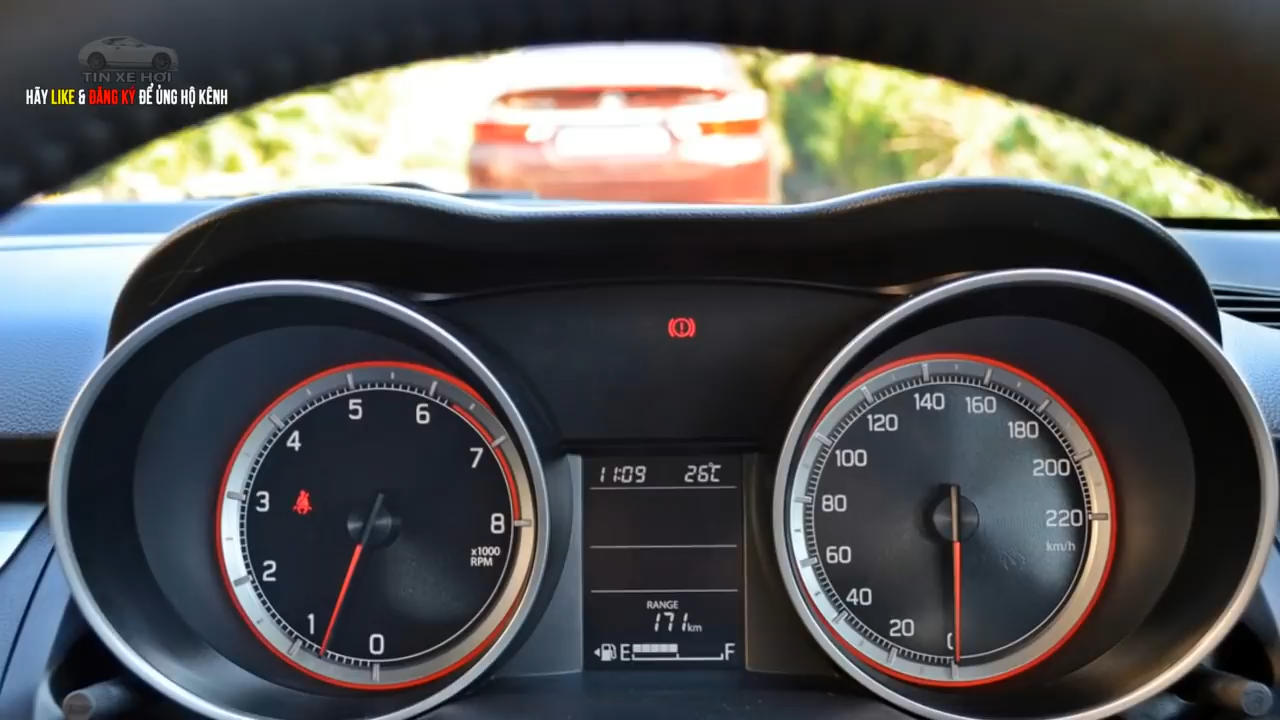 TIN XE HƠI
HÃY LIKE & ĐĂNG KÝ ĐỂ ỦNG HỘ KÊNH
5
6
4
7
3
8
2
x1000
RPM
1
0
11:09
26℃
RANGE
171km
E
F
140
160
120
180
100
200
80
220
km/h
60
40
20
0